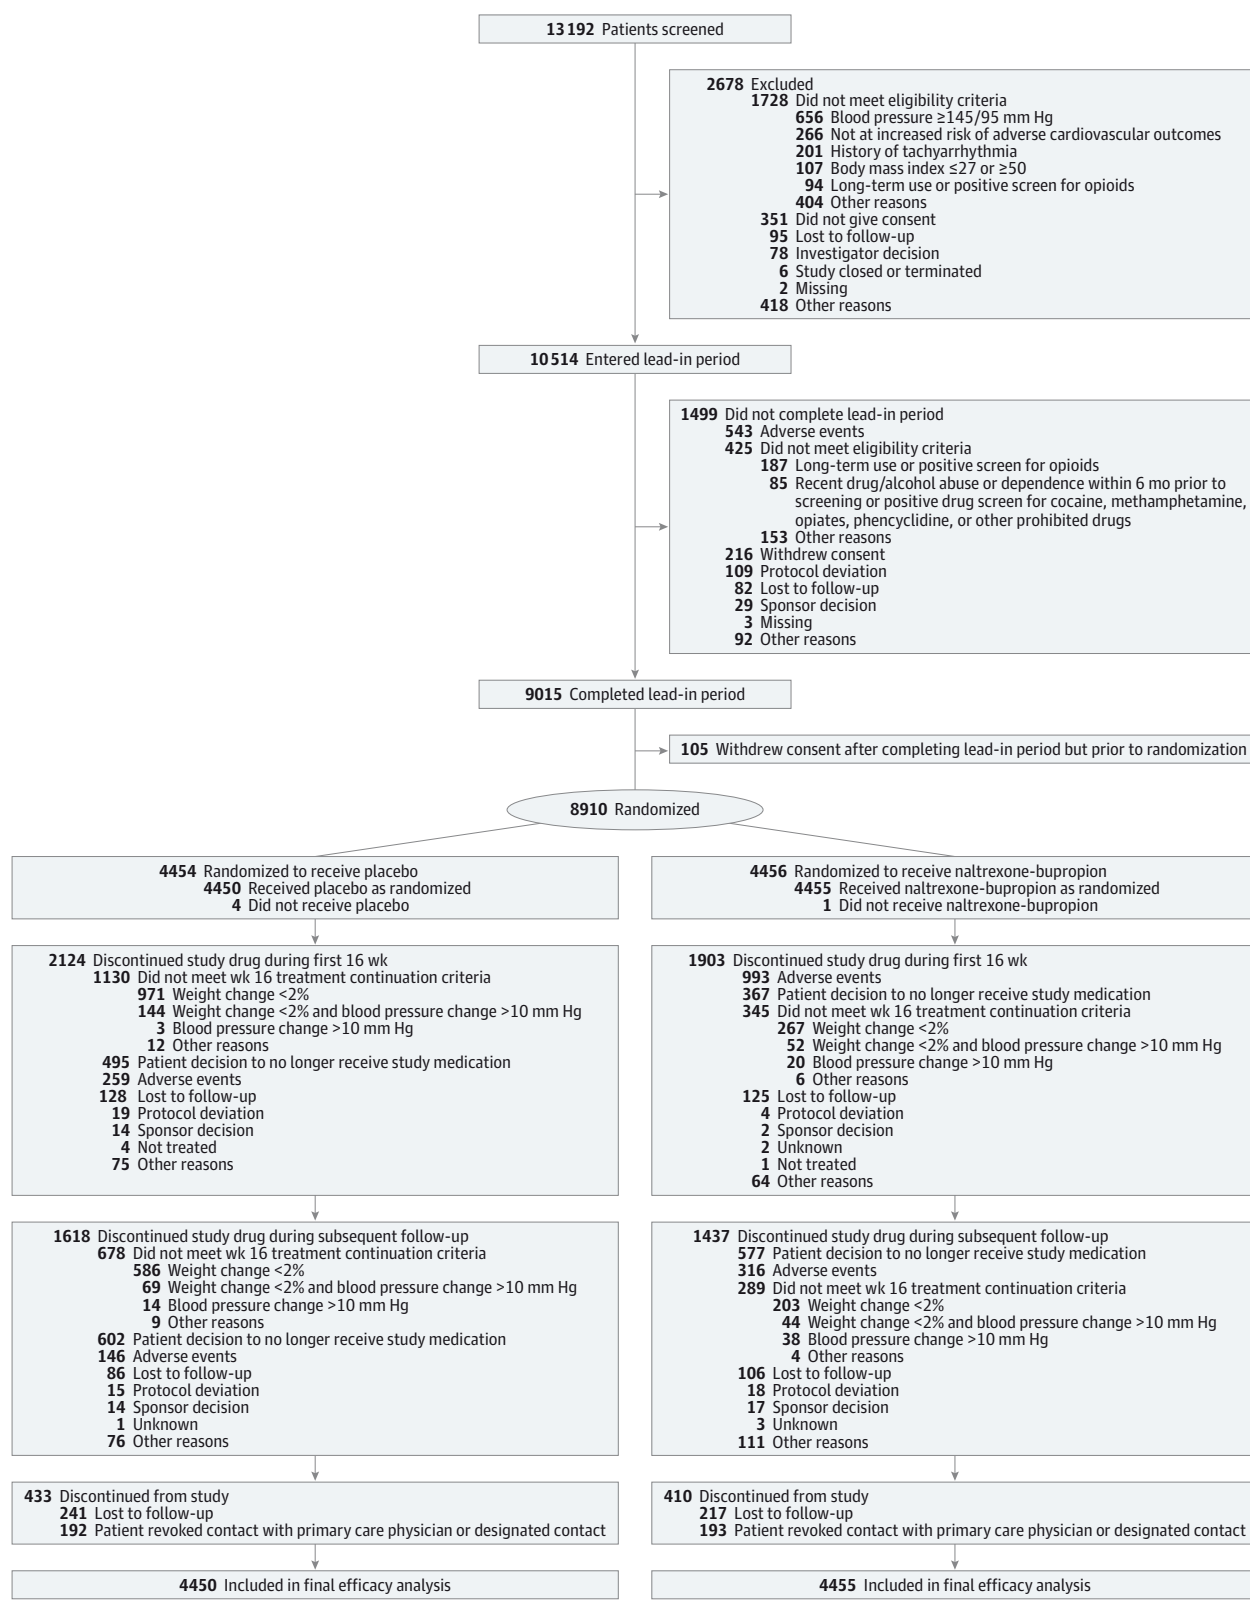 13192 Patients screened
2678 Excluded
1728 Did not meet eligibility criteria
656 Blood pressure ≥145/95 mm Hg
266 Not at increased risk of adverse cardiovascular outcomes
201 History of tachyarrhythmia
107 Body mass index ≤27 or ≥50
94 Long-term use or positive screen for opioids
404 Other reasons
351 Did not give consent
95 Lost to follow-up
78 Investigator decision
6 Study closed or terminated
2 Missing
418 Other reasons
10514 Entered lead-in period
1499 Did not complete lead-in period
543 Adverse events
425 Did not meet eligibility criteria
187 Long-term use or positive screen for opioids
85 Recent drug/alcohol abuse or dependence within 6 mo prior to
screening or positive drug screen for cocaine, methamphetamine,
opiates, phencyclidine, or other prohibited drugs
153 Other reasons
216 Withdrew consent
109 Protocol deviation
82 Lost to follow-up
29 Sponsor decision
3 Missing
92 Other reasons
9015 Completed lead-in period
105 Withdrew consent after completing lead-in period but prior to randomization
8910 Randomized
4454 Randomized to receive placebo
4450 Received placebo as randomized
4 Did not receive placebo
4456 Randomized to receive naltrexone-bupropion
4455 Received naltrexone-bupropion as randomized
1 Did not receive naltrexone-bupropion
2124 Discontinued study drug during first 16 wk
1130 Did not meet wk 16 treatment continuation criteria
971 Weight change <2%
144 Weight change <2% and blood pressure change >10 mm Hg
3 Blood pressure change >10 mm Hg
12 Other reasons
495 Patient decision to no longer receive study medication
259 Adverse events
128 Lost to follow-up
19 Protocol deviation
14 Sponsor decision
4 Not treated
75 Other reasons
1903 Discontinued study drug during first 16 wk
993 Adverse events
367 Patient decision to no longer receive study medication
345 Did not meet wk 16 treatment continuation criteria
267 Weight change <2%
52 Weight change <2% and blood pressure change >10 mm Hg
20 Blood pressure change >10 mm Hg
6 Other reasons
125 Lost to follow-up
4 Protocol deviation
2 Sponsor decision
2 Unknown
1 Not treated
64 Other reasons
1618 Discontinued study drug during subsequent follow-up
678 Did not meet wk 16 treatment continuation criteria
586 Weight change <2%
69 Weight change <2% and blood pressure change >10 mm Hg
14 Blood pressure change >10 mm Hg
9 Other reasons
602 Patient decision to no longer receive study medication
146 Adverse events
86 Lost to follow-up
15 Protocol deviation
14 Sponsor decision
1 Unknown
76 Other reasons
1437 Discontinued study drug during subsequent follow-up
577 Patient decision to no longer receive study medication
316 Adverse events
289 Did not meet wk 16 treatment continuation criteria
203 Weight change <2%
44 Weight change <2% and blood pressure change >10 mm Hg
38 Blood pressure change >10 mm Hg
4 Other reasons
106 Lost to follow-up
18 Protocol deviation
17 Sponsor decision
3 Unknown
111 Other reasons
433 Discontinued from study
241 Lost to follow-up
192 Patient revoked contact with primary care physician or designated contact
410 Discontinued from study
217 Lost to follow-up
193 Patient revoked contact with primary care physician or designated contact
4450 Included in final efficacy analysis
4455 Included in final efficacy analysis